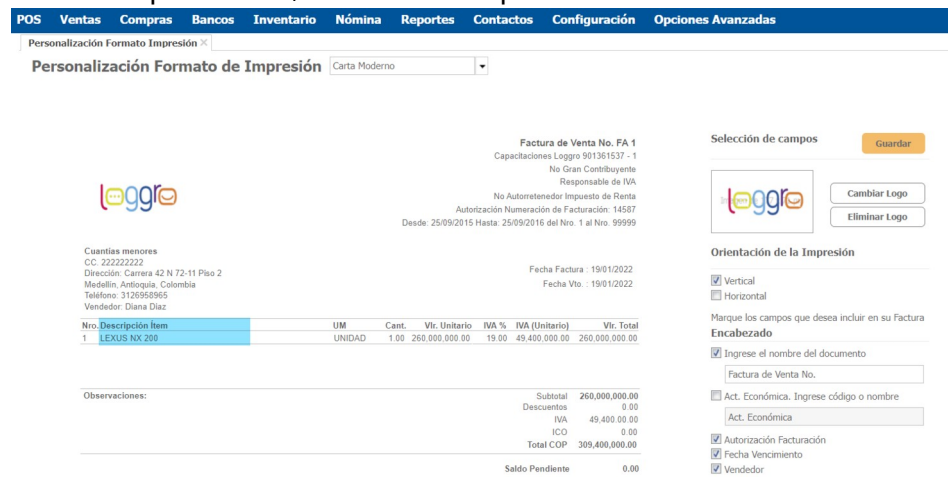 POS Ventas Compras Bancos Inventario Nómina Reportes Contactos Configuración Opciones Avanzadas
Personalización Formato Impresión ×
Personalización Formato de Impresión Carta Moderno
Factura de Venta No. FA 1
Capacitaciones Loggro 901361537 - 1
No Gran Contribuyente
Responsable de IVA
No Autorretenedor Impuesto de Renta
Autorización Numeración de Facturación: 14587
Desde: 25/09/2015 Hasta: 25/09/2016 del Nro. 1 al Nro. 99999
loggro
Cuantías menores
CC. 222222222
Dirección: Carrera 42 N 72-11 Piso 2
Medellín, Antioquia, Colombia
Teléfono: 3126958965
Vendedor: Diana Diaz
Fecha Factura : 19/01/2022
Fecha Vto. : 19/01/2022
Nro. Descripción Ítem UM Cant. Vlr. Unitario IVA % IVA (Unitario) Vlr. Total
1 LEXUS NX 200 UNIDAD 1.00 260,000,000.00 19.00 49,400,000.00 260,000,000.00
Observaciones:
Subtotal 260,000,000.00
Descuentos 0.00
IVA 49,400.00.00
ICO 0.00
Total COP 309,400,000.00
Saldo Pendiente 0.00
Selección de campos
Guardar
loggro
Cambiar Logo
Eliminar Logo
Orientación de la Impresión
Vertical
Horizontal
Marque los campos que desea incluir en su Factura
Encabezado
Ingrese el nombre del documento
Factura de Venta No.
Act. Económica. Ingrese código o nombre
Act. Económica
Autorización Facturación
Fecha Vencimiento
Vendedor